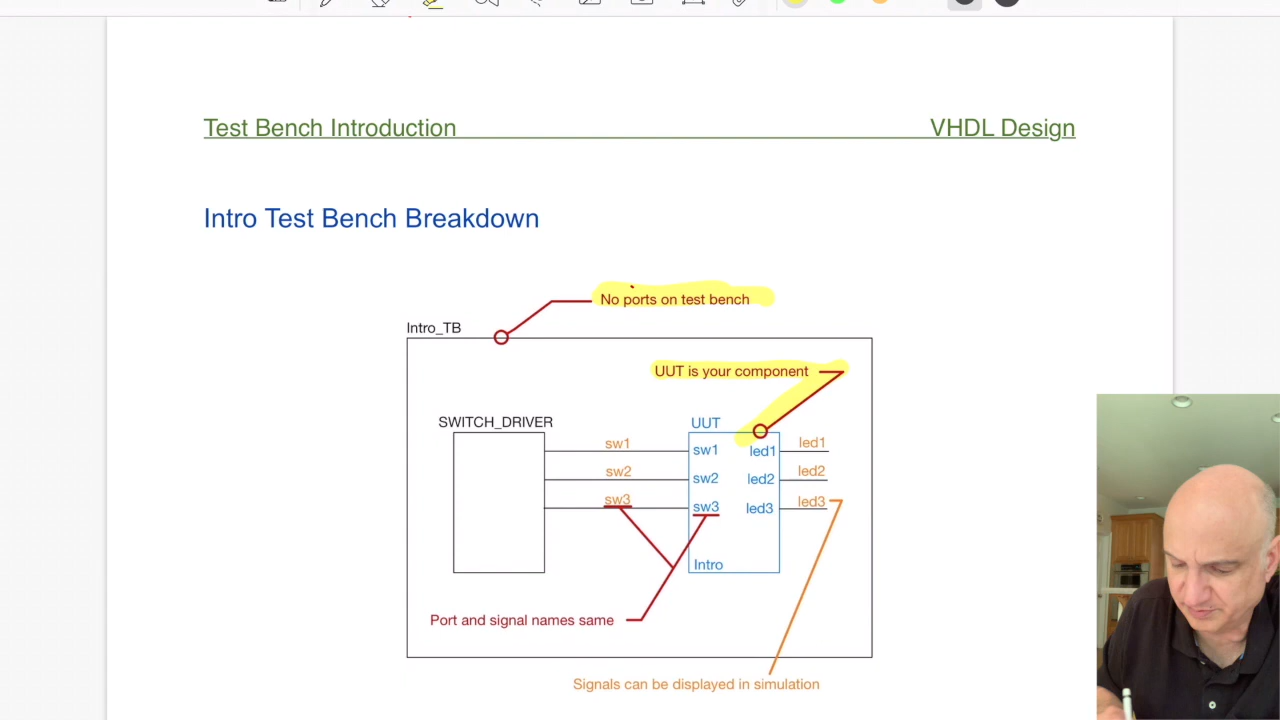 Test Bench Introduction VHDL Design
Intro Test Bench Breakdown
No ports on test bench
Intro_TB
UUT is your component
SWITCH_DRIVER UUT
sw1 sw1 led1 led1
sw2 sw2 led2 led2
sw3 sw3 led3 led3
Intro
Port and signal names same
Signals can be displayed in simulation